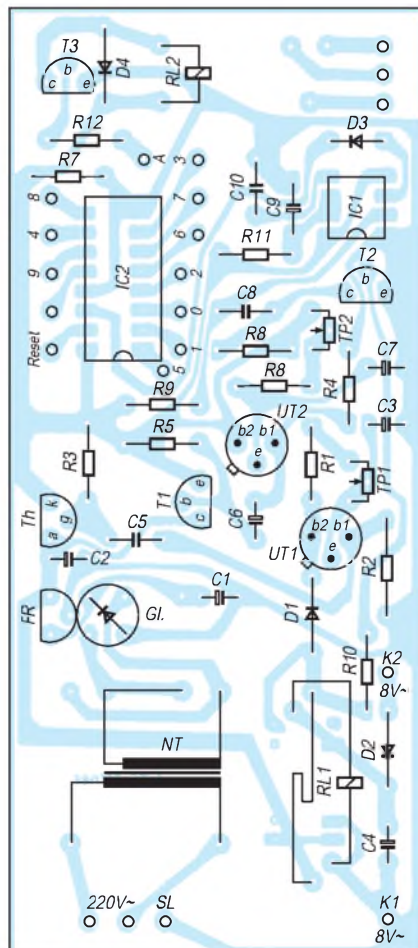 T3
c b e
D4
RL2
R12
A
3
D3
R7
8
7
C10
C9
IC1
4
6
IC2
R11
T2
c b e
9
2
C8
TP2
0
R8
C7
Reset
1
5
R8
R4
C3
R9
UT2
b2 b1
e
R5
R3
R1
TP1
T1
c b e
Th
a g k
C5
C6
b2 b1
e
UT1
C2
R2
C1
FR
Gl.
D1
R10
K2
8V~
NT
RL1
D2
C4
220V~ SL
K1
8V~